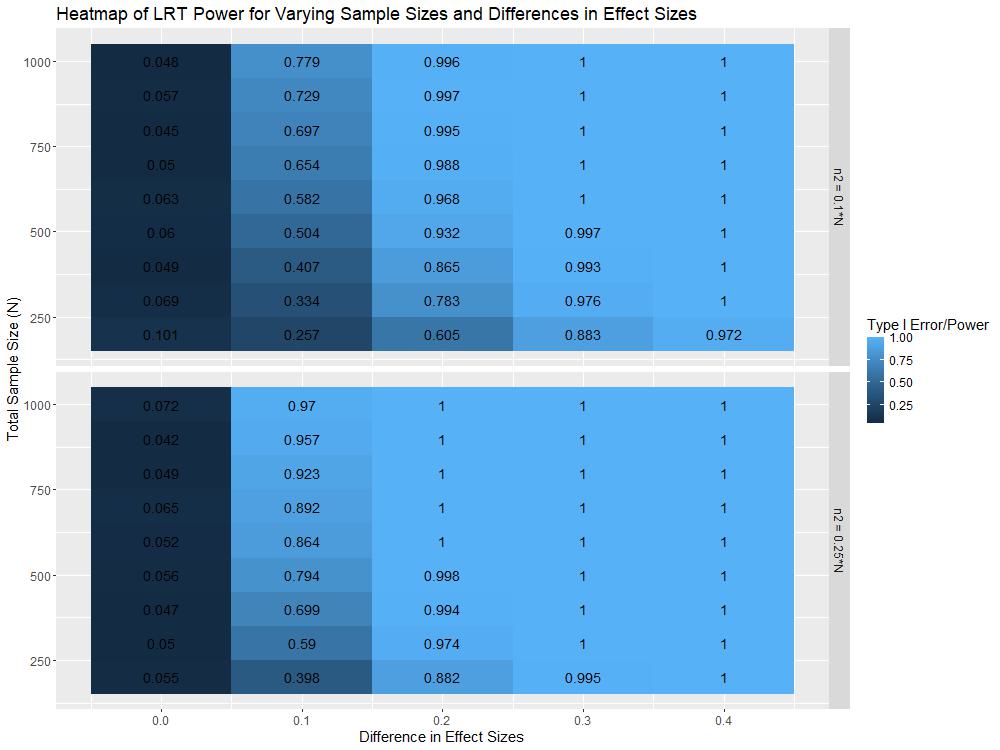 Heatmap of LRT Power for Varying Sample Sizes and Differences in Effect Sizes
Total Sample Size (N)
1000
750
500
250
0.048 0.779 0.996 1 1
0.057 0.729 0.997 1 1
0.045 0.697 0.995 1 1
0.05 0.654 0.988 1 1
0.063 0.582 0.968 1 1
0.06 0.504 0.932 0.997 1
0.049 0.407 0.865 0.993 1
0.069 0.334 0.783 0.976 1
0.101 0.257 0.605 0.883 0.972
n2 = 0.1*N
1000
750
500
250
0.072 0.97 1 1 1
0.042 0.957 1 1 1
0.049 0.923 1 1 1
0.065 0.892 1 1 1
0.052 0.864 1 1 1
0.056 0.794 0.998 1 1
0.047 0.699 0.994 1 1
0.05 0.59 0.974 1 1
0.055 0.398 0.882 0.995 1
n2 = 0.25*N
0.0 0.1 0.2 0.3 0.4
Difference in Effect Sizes
Type I Error/Power
1.00
0.75
0.50
0.25